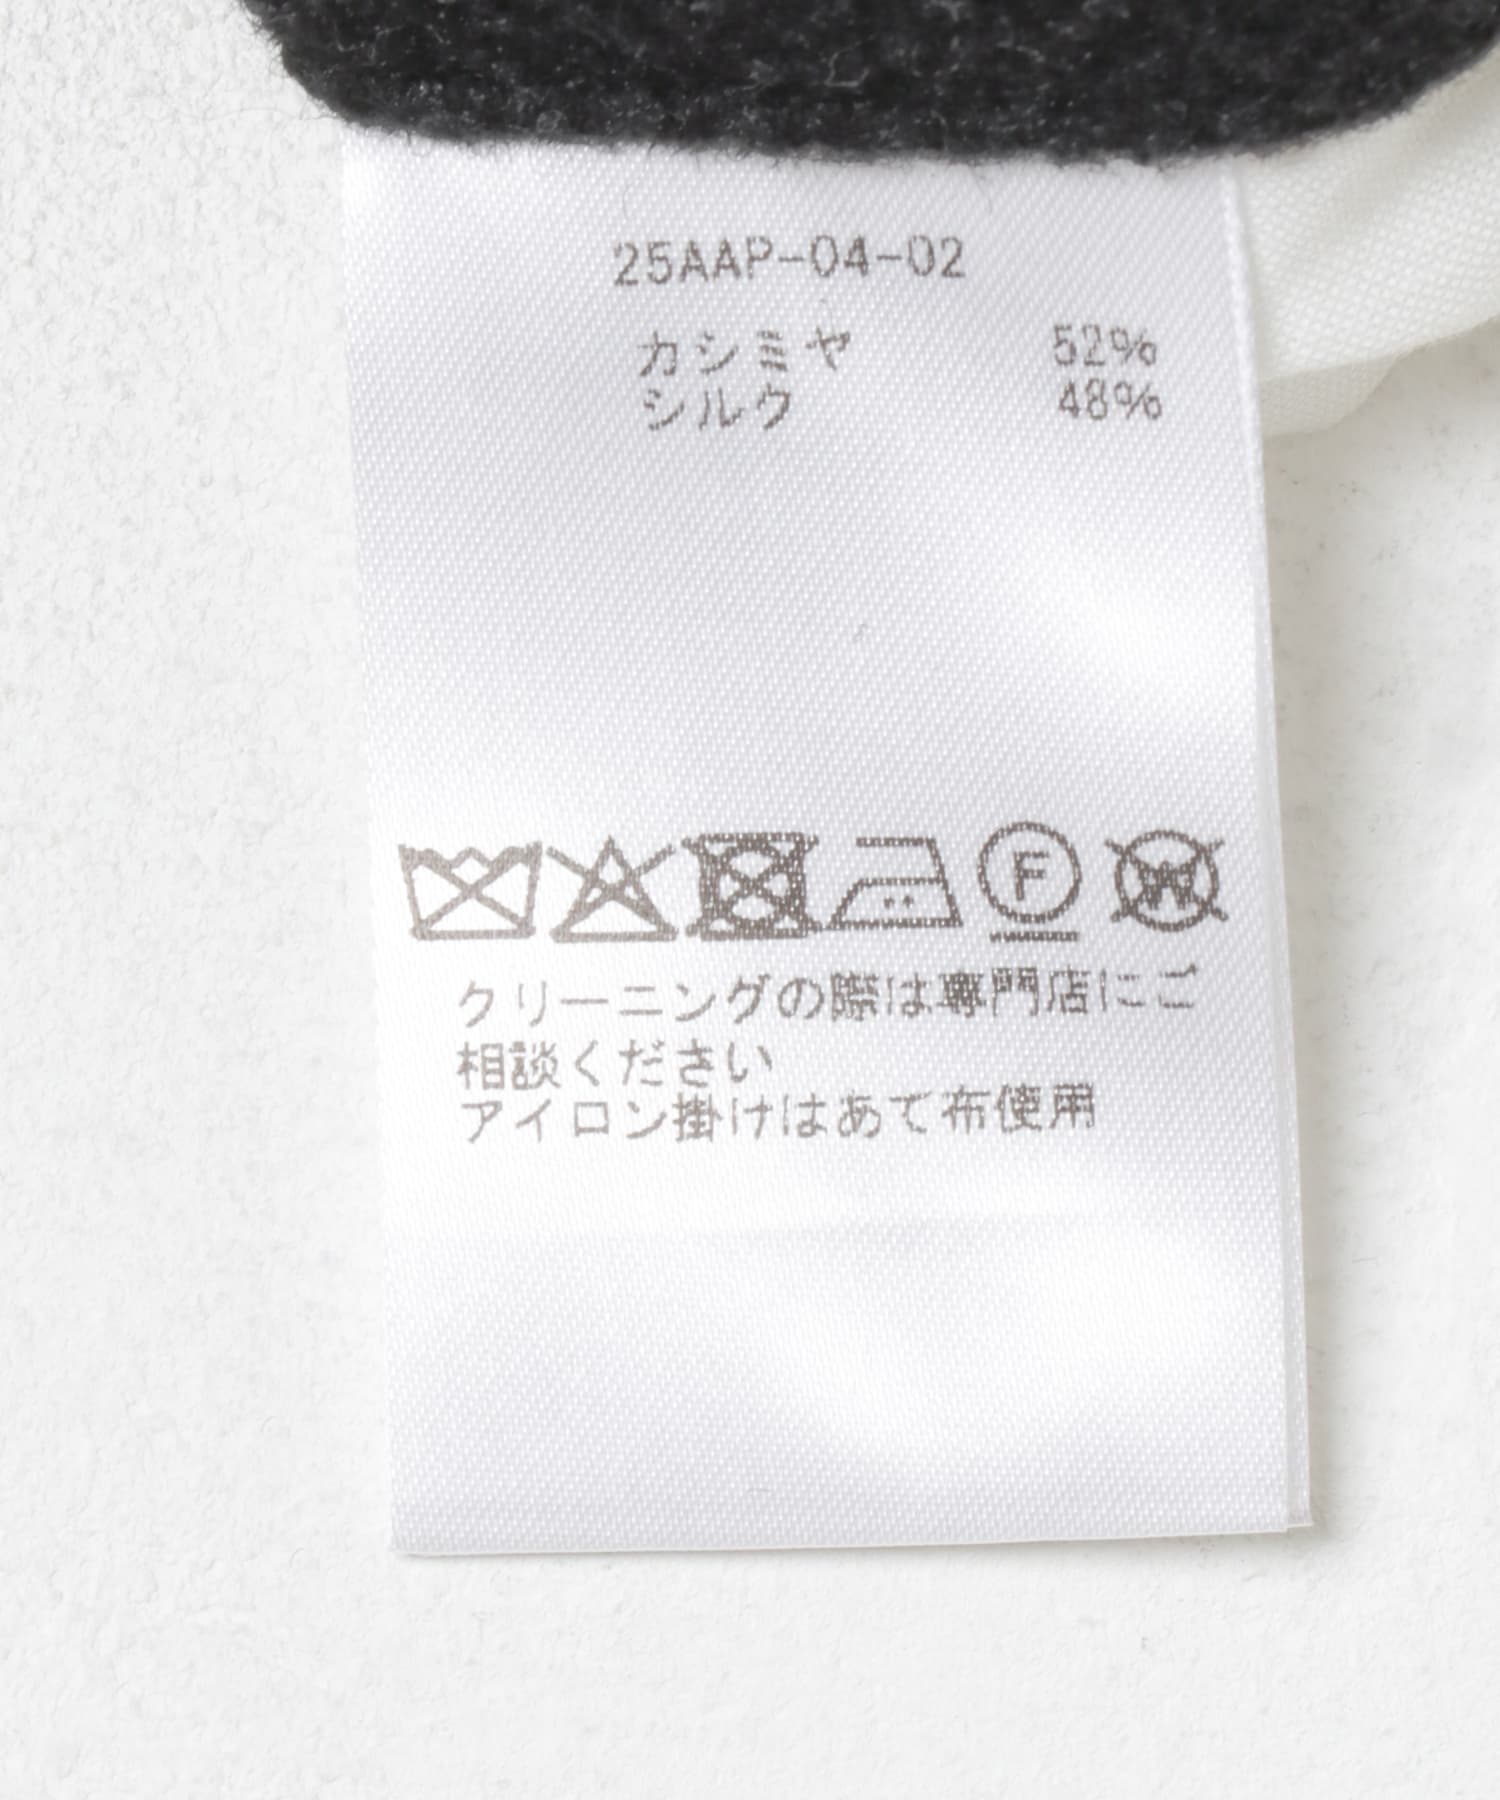 25AAP-04-02
カシミヤ 52%
シルク 48%
F W
クリーニングの際は専門店にご
相談ください
アイロン掛けはあて布使用